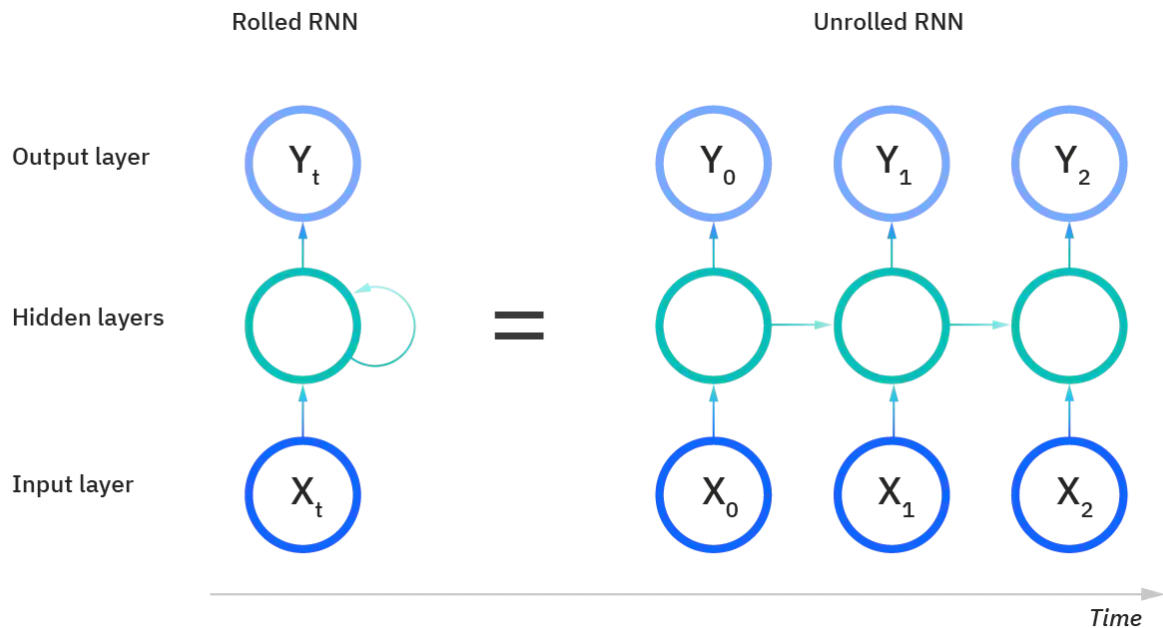 Rolled RNN
Unrolled RNN
Output layer
Yt
Y0
Y1
Y2
Hidden layers
=
Input layer
Xt
X0
X1
X2
Time